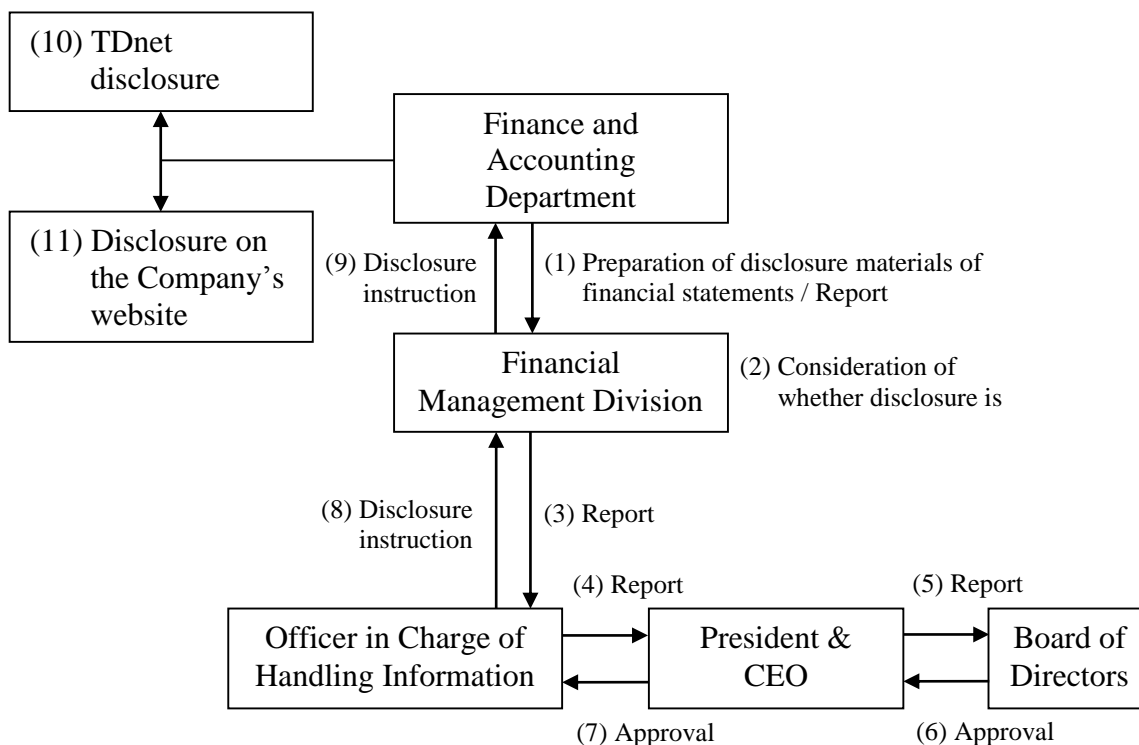 (10) TDnet
disclosure
Finance and
Accounting
Department
(11) Disclosure on
the Company’s
website
(9) Disclosure
instruction
(1) Preparation of disclosure materials of
financial statements / Report
Financial
Management Division
(2) Consideration of
whether disclosure is
(8) Disclosure
instruction
(3) Report
(4) Report
(5) Report
Officer in Charge of
Handling Information
President &
CEO
Board of
Directors
(7) Approval
(6) Approval